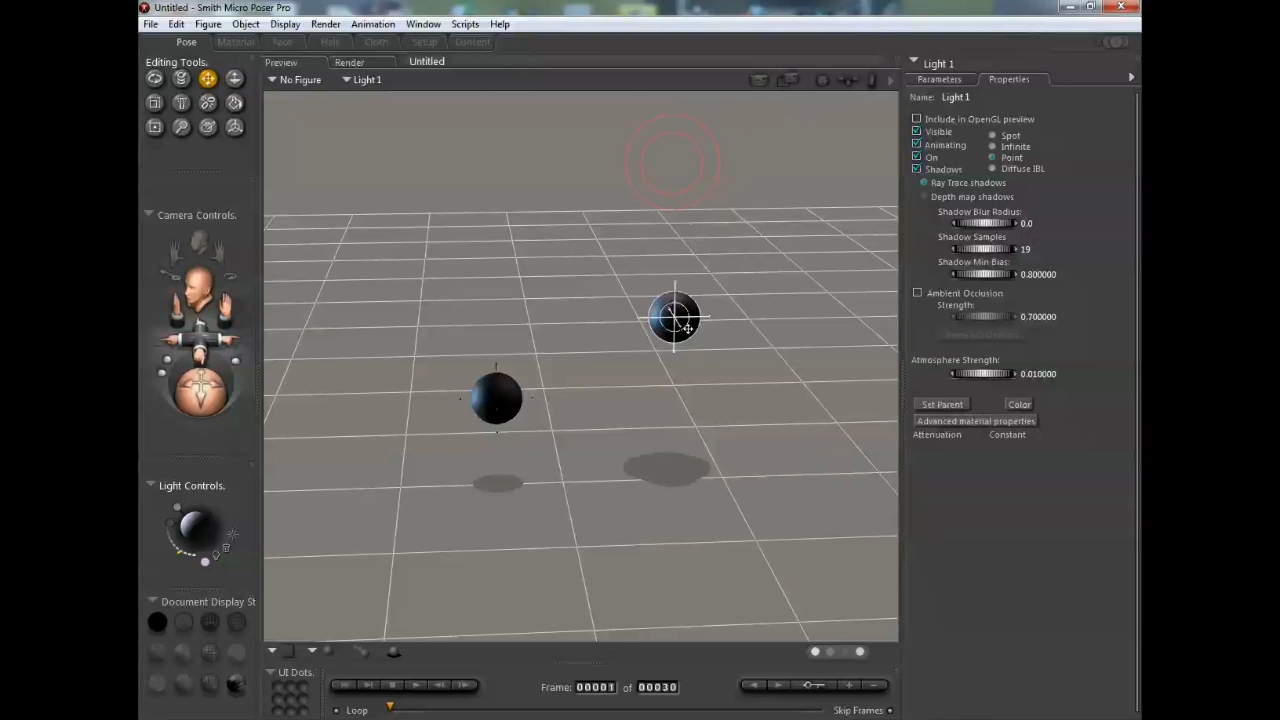 Untitled - Smith Micro Poser Pro
File Edit Figure Object Display Render Animation Window Scripts Help
Pose Material Face Hair Cloth Setup Content
Editing Tools.
Preview Render Untitled
No Figure Light 1
Camera Controls.
Light Controls.
Document Display St
UI Dots.
Frame: 00001 of 00030
Loop Skip Frames
Light 1
Parameters Properties
Name: Light 1
Include in OpenGL preview
Visible Spot
Animating Infinite
On Point
Shadows Diffuse IBL
Ray Trace shadows
Depth map shadows
Shadow Blur Radius:
0.0
Shadow Samples
19
Shadow Min Bias:
0.800000
Ambient Occlusion
Strength:
0.700000
Atmosphere Strength:
0.010000
Set Parent Color
Advanced material properties
Attenuation Constant